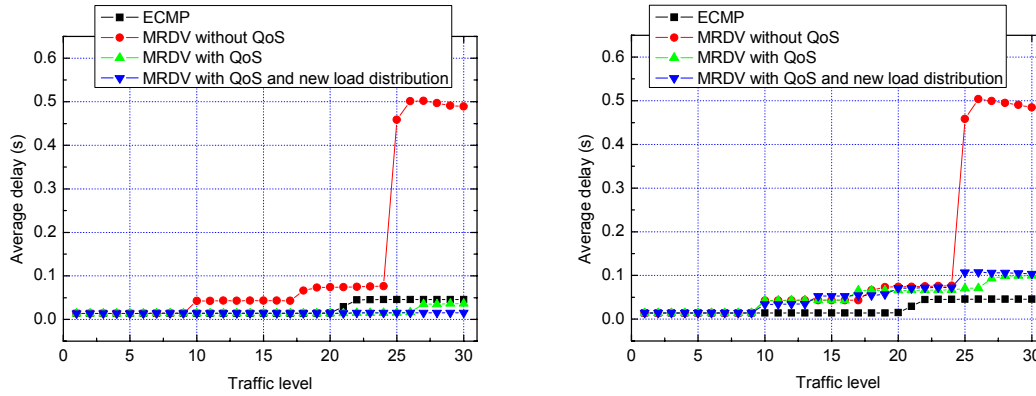 ECMP
MRDV without QoS
MRDV with QoS
MRDV with QoS and new load distribution
0.6
0.5
0.4
0.3
0.2
0.1
0.0
Average delay (s)
0 5 10 15 20 25 30
Traffic level
ECMP
MRDV without QoS
MRDV with QoS
MRDV with QoS and new load distribution
0.6
0.5
0.4
0.3
0.2
0.1
0.0
Average delay (s)
0 5 10 15 20 25 30
Traffic level